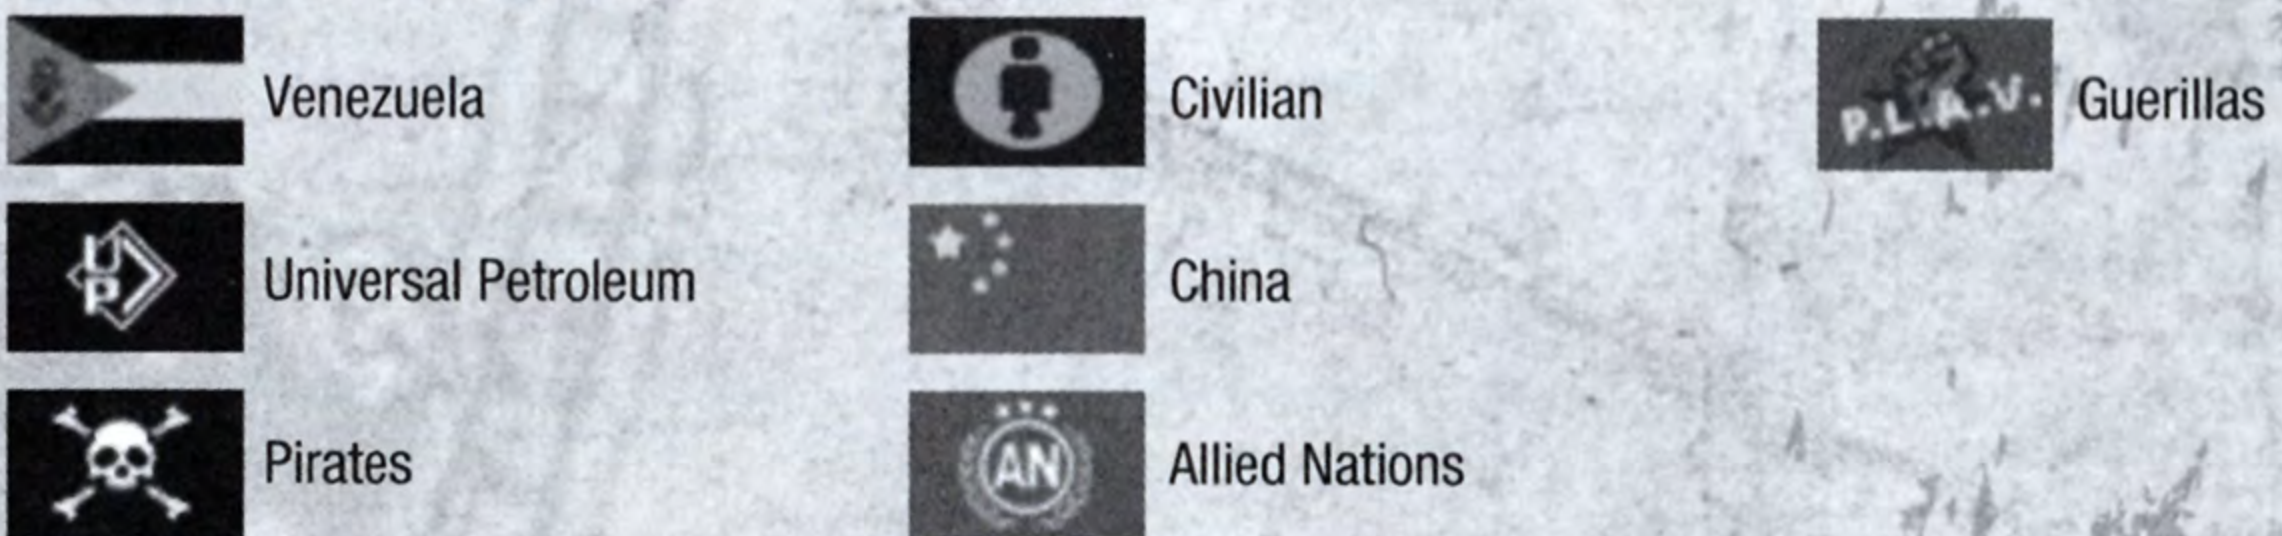 Venezuela
Civilian
P.L.A.V.
Guerillas
UP
Universal Petroleum
China
Pirates
AN
Allied Nations